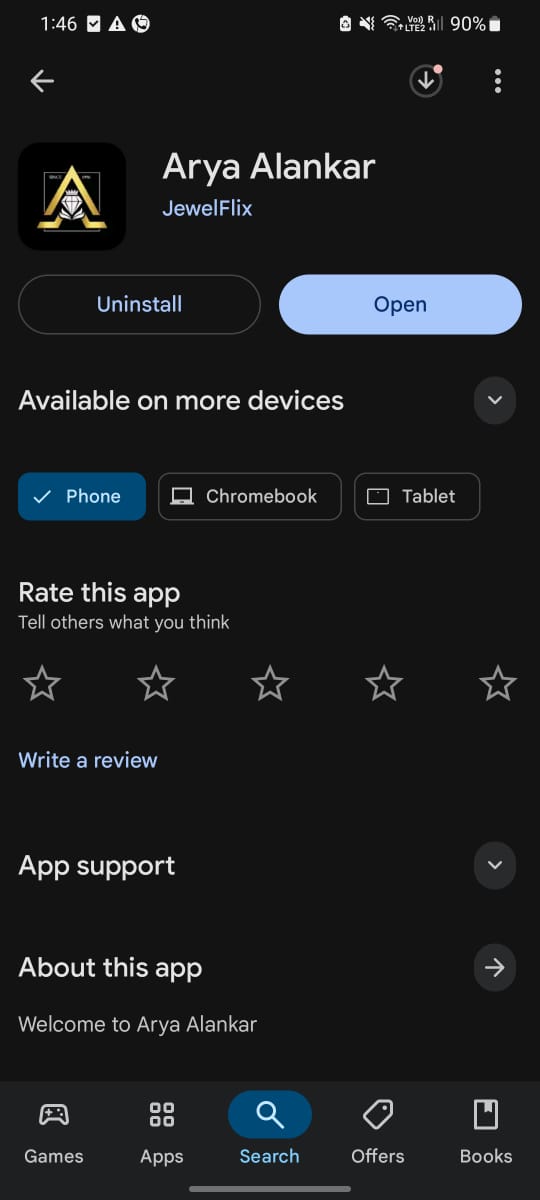 1:46
Vo)) R
LTE2
90%
Arya Alankar
JewelFlix
Uninstall
Open
Available on more devices
Phone
Chromebook
Tablet
Rate this app
Tell others what you think
Write a review
App support
About this app
Welcome to Arya Alankar
Games
Apps
Search
Offers
Books